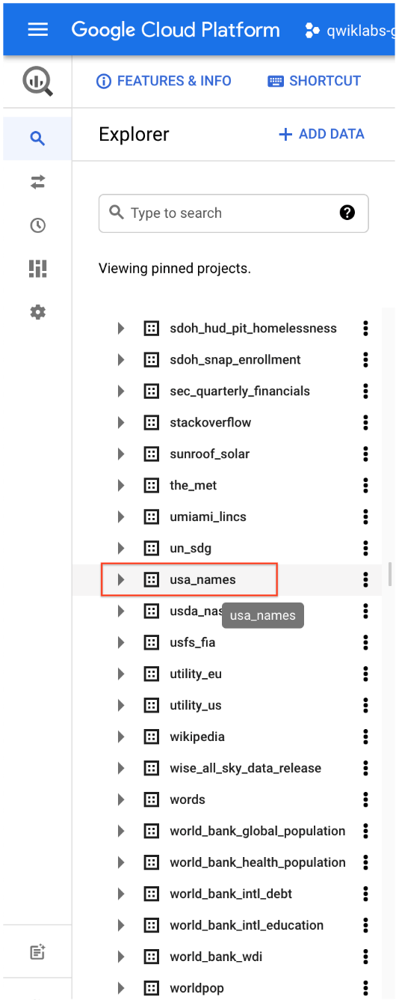 Google Cloud Platform qwiklabs-g
FEATURES & INFO SHORTCUT
Explorer + ADD DATA
Type to search
Viewing pinned projects.
sdoh_hud_pit_homelessness
sdoh_snap_enrollment
sec_quarterly_financials
stackoverflow
sunroof_solar
the_met
umiami_lincs
un_sdg
usa_names
usda_nas
usa_names
usfs_fia
utility_eu
utility_us
wikipedia
wise_all_sky_data_release
words
world_bank_global_population
world_bank_health_population
world_bank_intl_debt
world_bank_intl_education
world_bank_wdi
worldpop